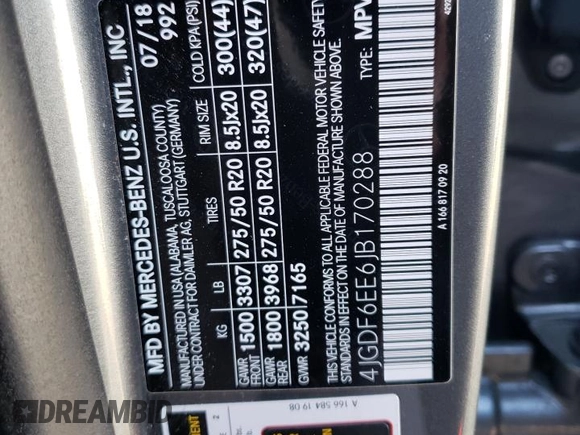 MFD BY MERCEDES-BENZ U.S. INTL., INC
MANUFACTURED IN USA (ALABAMA, TUSCALOOSA COUNTY) 07/18
UNDER CONTRACT FOR DAIMLER AG, STUTTGART (GERMANY) 992
KG LB TIRES RIM SIZE COLD KPA(PSI)
GAWR 1500 3307 275/50 R20 8.5Jx20 300(44)
GAWR 1800 3968 275/50 R20 8.5Jx20 320(47)
GVWR 3250 7165
THIS VEHICLE CONFORMS TO ALL APPLICABLE FEDERAL MOTOR VEHICLE SAFETY
IN EFFECT ON THE DATE OF MANUFACTURE SHOWN ABOVE.
4JGDF6EE6JB170288 TYPE: MPV
A 166 817 09 20
A 166 584 19 08
DREAMBID